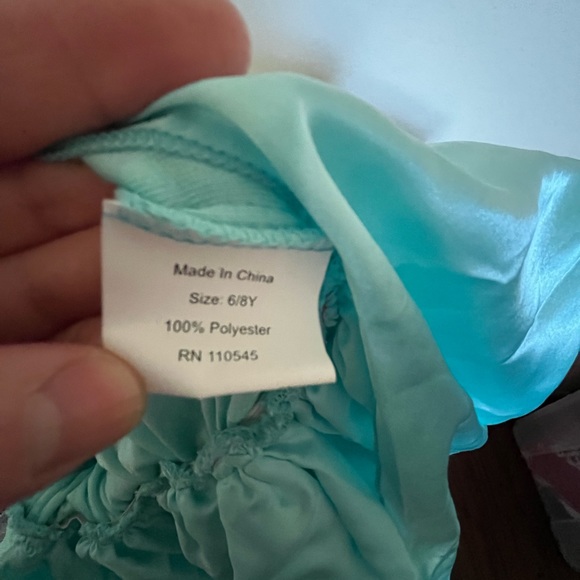 Made In China
Size: 6/8Y
100% Polyester
RN 110545